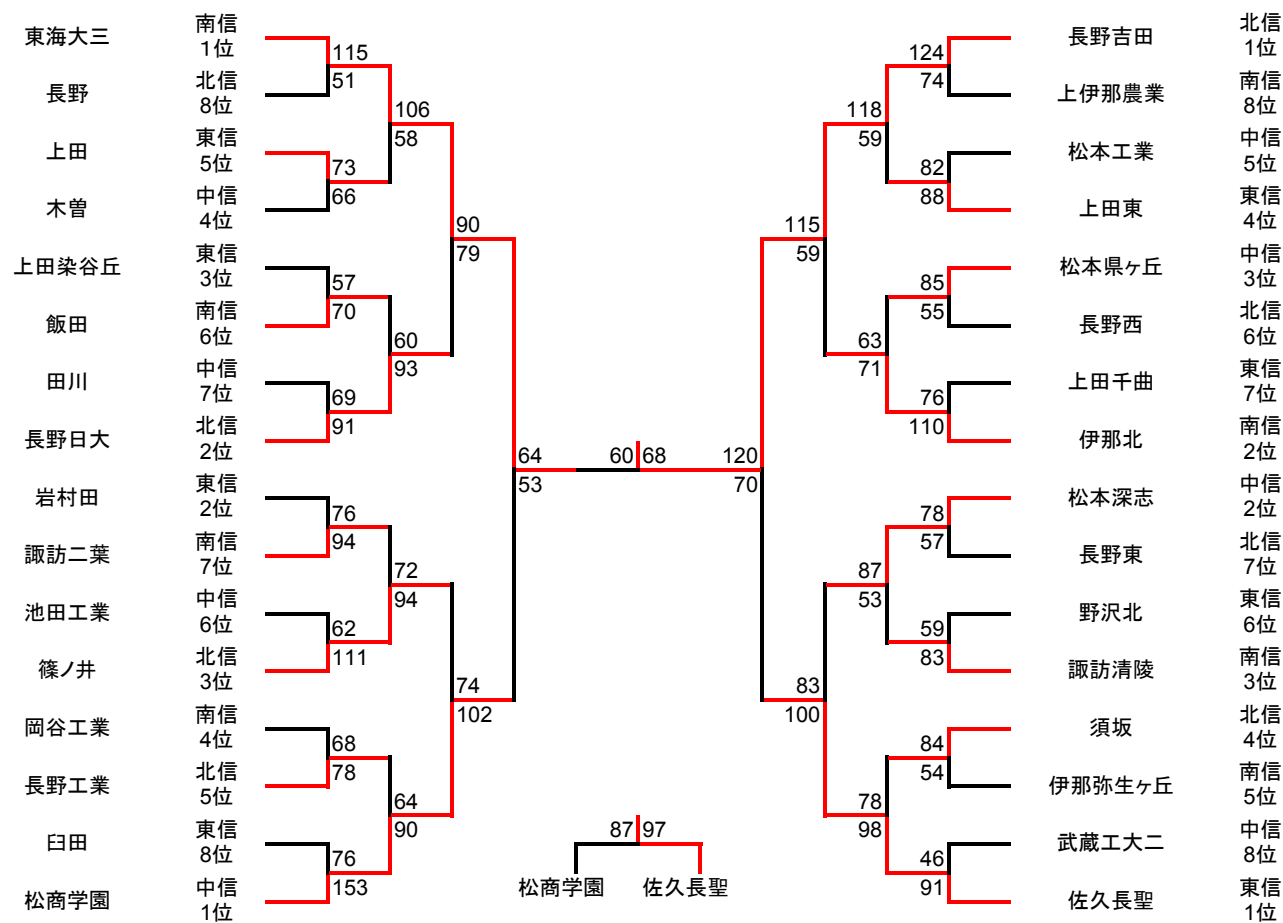 東海大三 南信 1位
長野 北信 8位
115
51
上田 東信 5位
木曽 中信 4位
73
66
106
58
上田染谷丘 東信 3位
飯田 南信 6位
57
70
田川 中信 7位
長野日大 北信 2位
69
91
60
93
90
79
岩村田 東信 2位
諏訪二葉 南信 7位
76
94
池田工業 中信 6位
篠ノ井 北信 3位
62
111
72
94
岡谷工業 南信 4位
長野工業 北信 5位
68
78
臼田 東信 8位
松商学園 中信 1位
76
153
64
90
74
102
64
53
60 68
120
70
長野吉田 北信 1位
上伊那農業 南信 8位
124
74
松本工業 中信 5位
上田東 東信 4位
82
88
118
59
松本県ヶ丘 中信 3位
長野西 北信 6位
85
55
上田千曲 東信 7位
伊那北 南信 2位
76
110
63
71
115
59
松本深志 中信 2位
長野東 北信 7位
78
57
野沢北 東信 6位
諏訪清陵 南信 3位
59
83
87
53
須坂 北信 4位
伊那弥生ヶ丘 南信 5位
84
54
武蔵工大二 中信 8位
佐久長聖 東信 1位
46
91
78
98
83
100
87 97
松商学園 佐久長聖